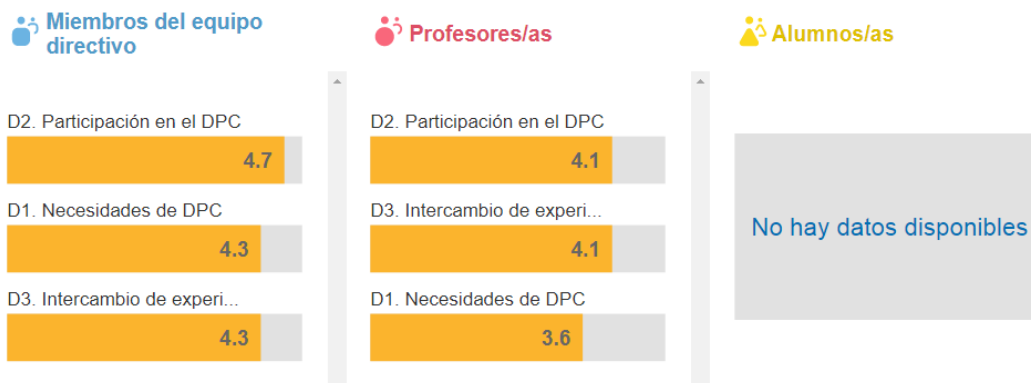 Miembros del equipo
directivo
D2. Participación en el DPC
4.7
D1. Necesidades de DPC
4.3
D3. Intercambio de experi...
4.3
Profesores/as
D2. Participación en el DPC
4.1
D3. Intercambio de experi...
4.1
D1. Necesidades de DPC
3.6
Alumnos/as
No hay datos disponibles